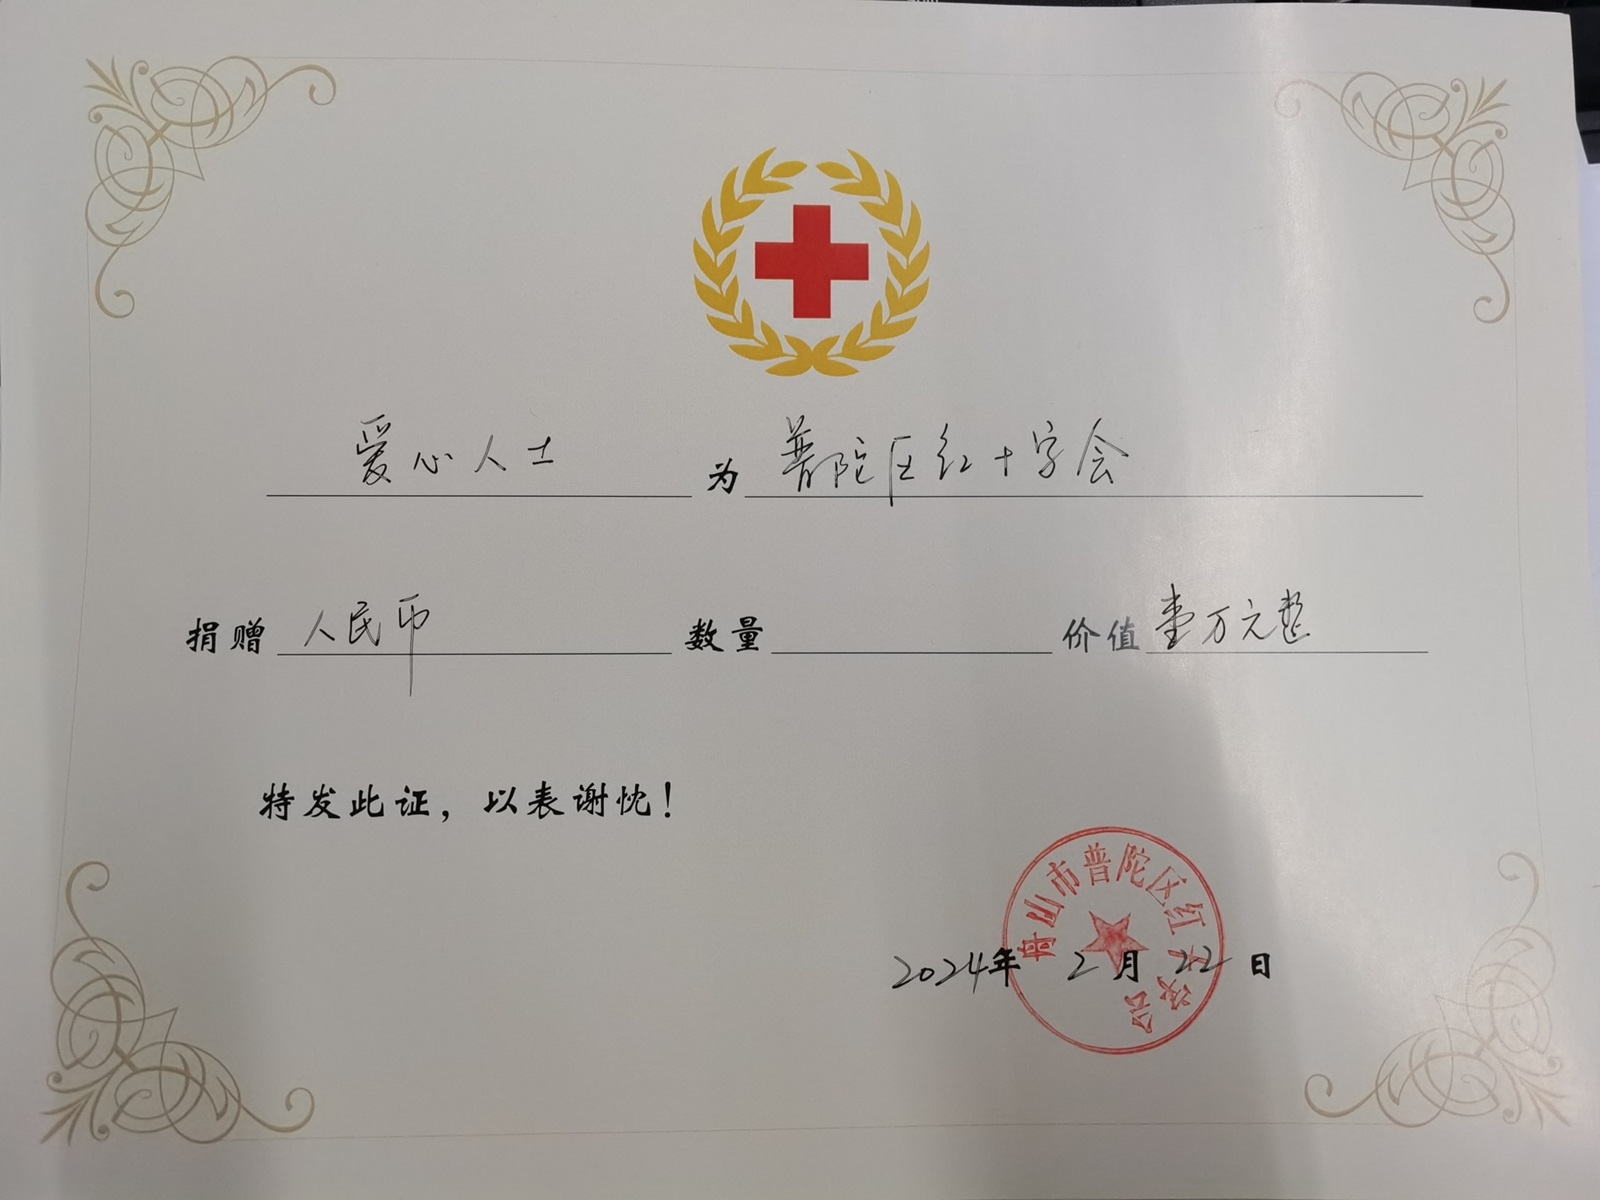 爱心人士 为 普陀区红十字会
捐赠 人民币 数量 价值 壹万元整
特发此证，以表谢忱！
舟山市普陀区红十字会
2024年 2月 22日